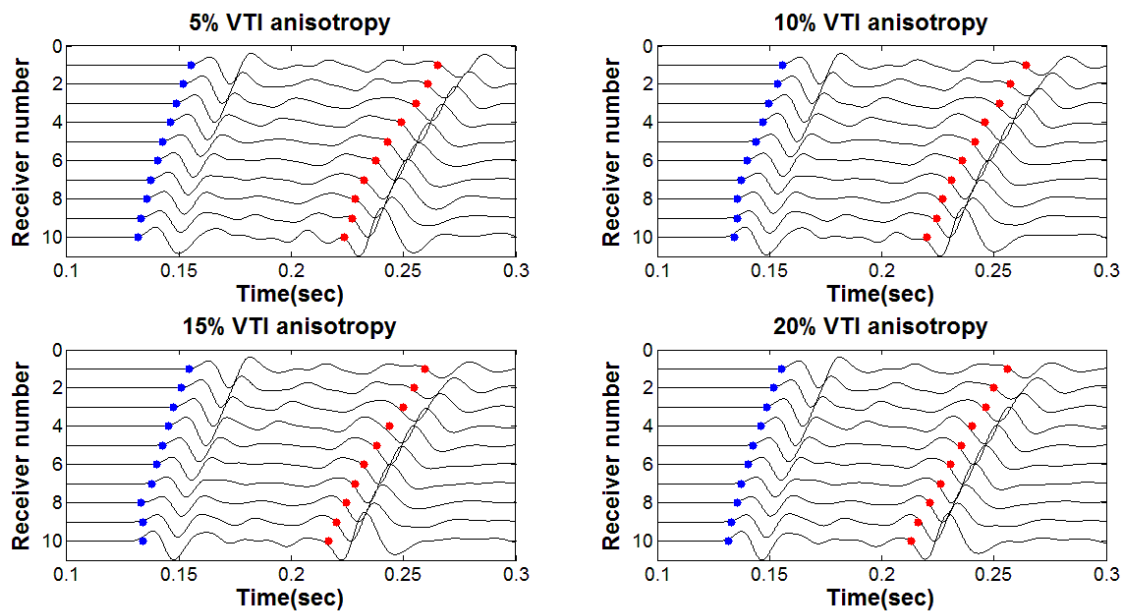 5% VTI anisotropy
0
2
4
6
8
10
Receiver number
0.1 0.15 0.2 0.25 0.3
Time(sec)
10% VTI anisotropy
0
2
4
6
8
10
Receiver number
0.1 0.15 0.2 0.25 0.3
Time(sec)
15% VTI anisotropy
0
2
4
6
8
10
Receiver number
0.1 0.15 0.2 0.25 0.3
Time(sec)
20% VTI anisotropy
0
2
4
6
8
10
Receiver number
0.1 0.15 0.2 0.25 0.3
Time(sec)